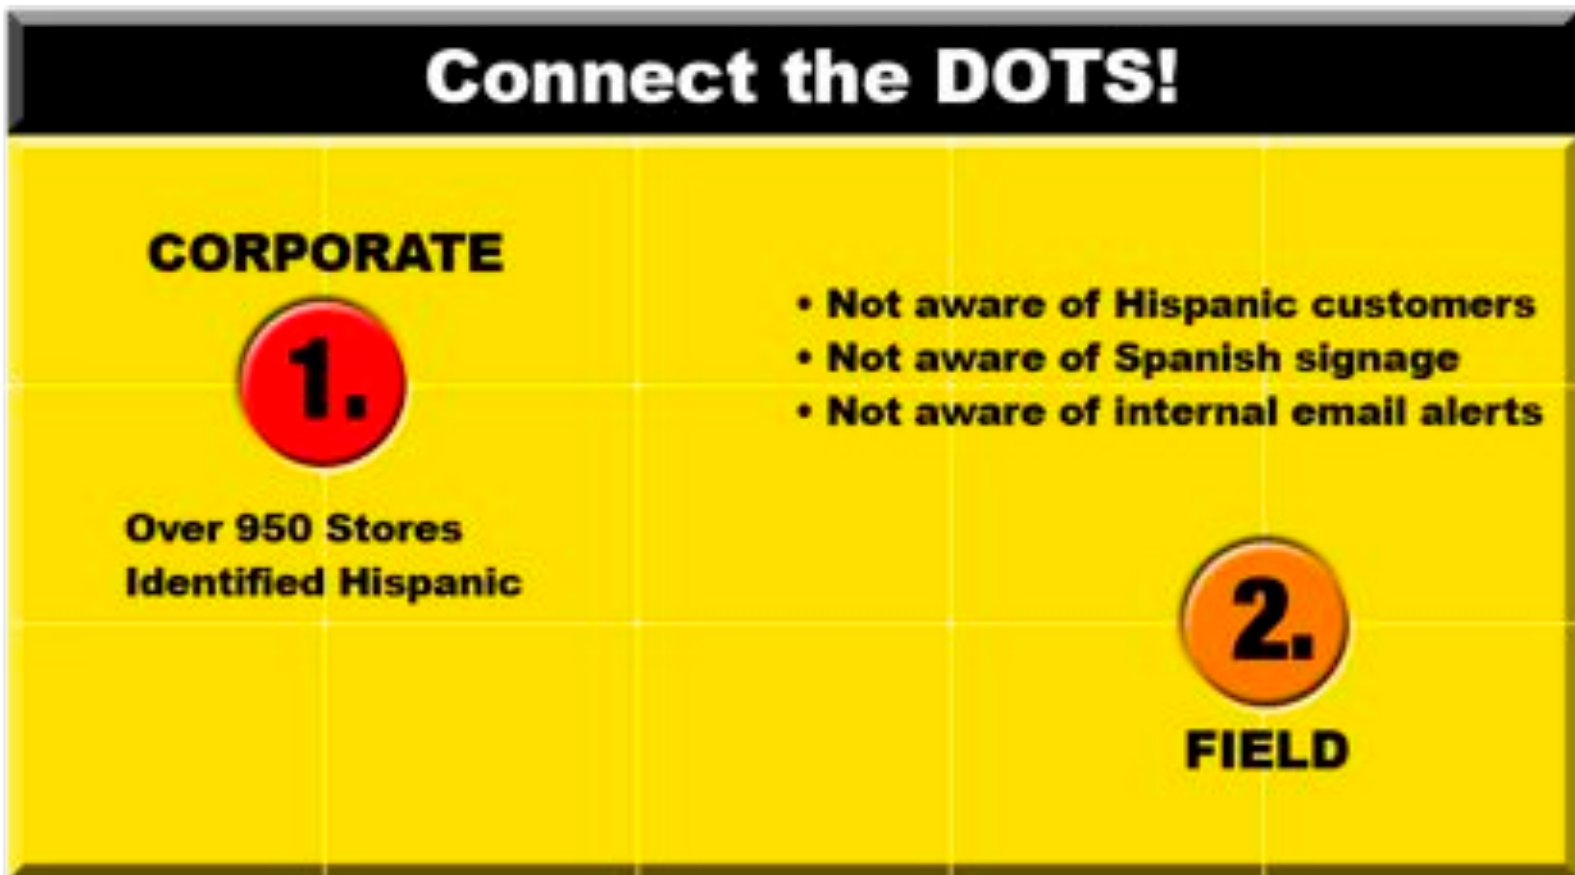 Connect the DOTS!
CORPORATE
1.
Over 950 Stores
Identified Hispanic
• Not aware of Hispanic customers
• Not aware of Spanish signage
• Not aware of internal email alerts
2.
FIELD